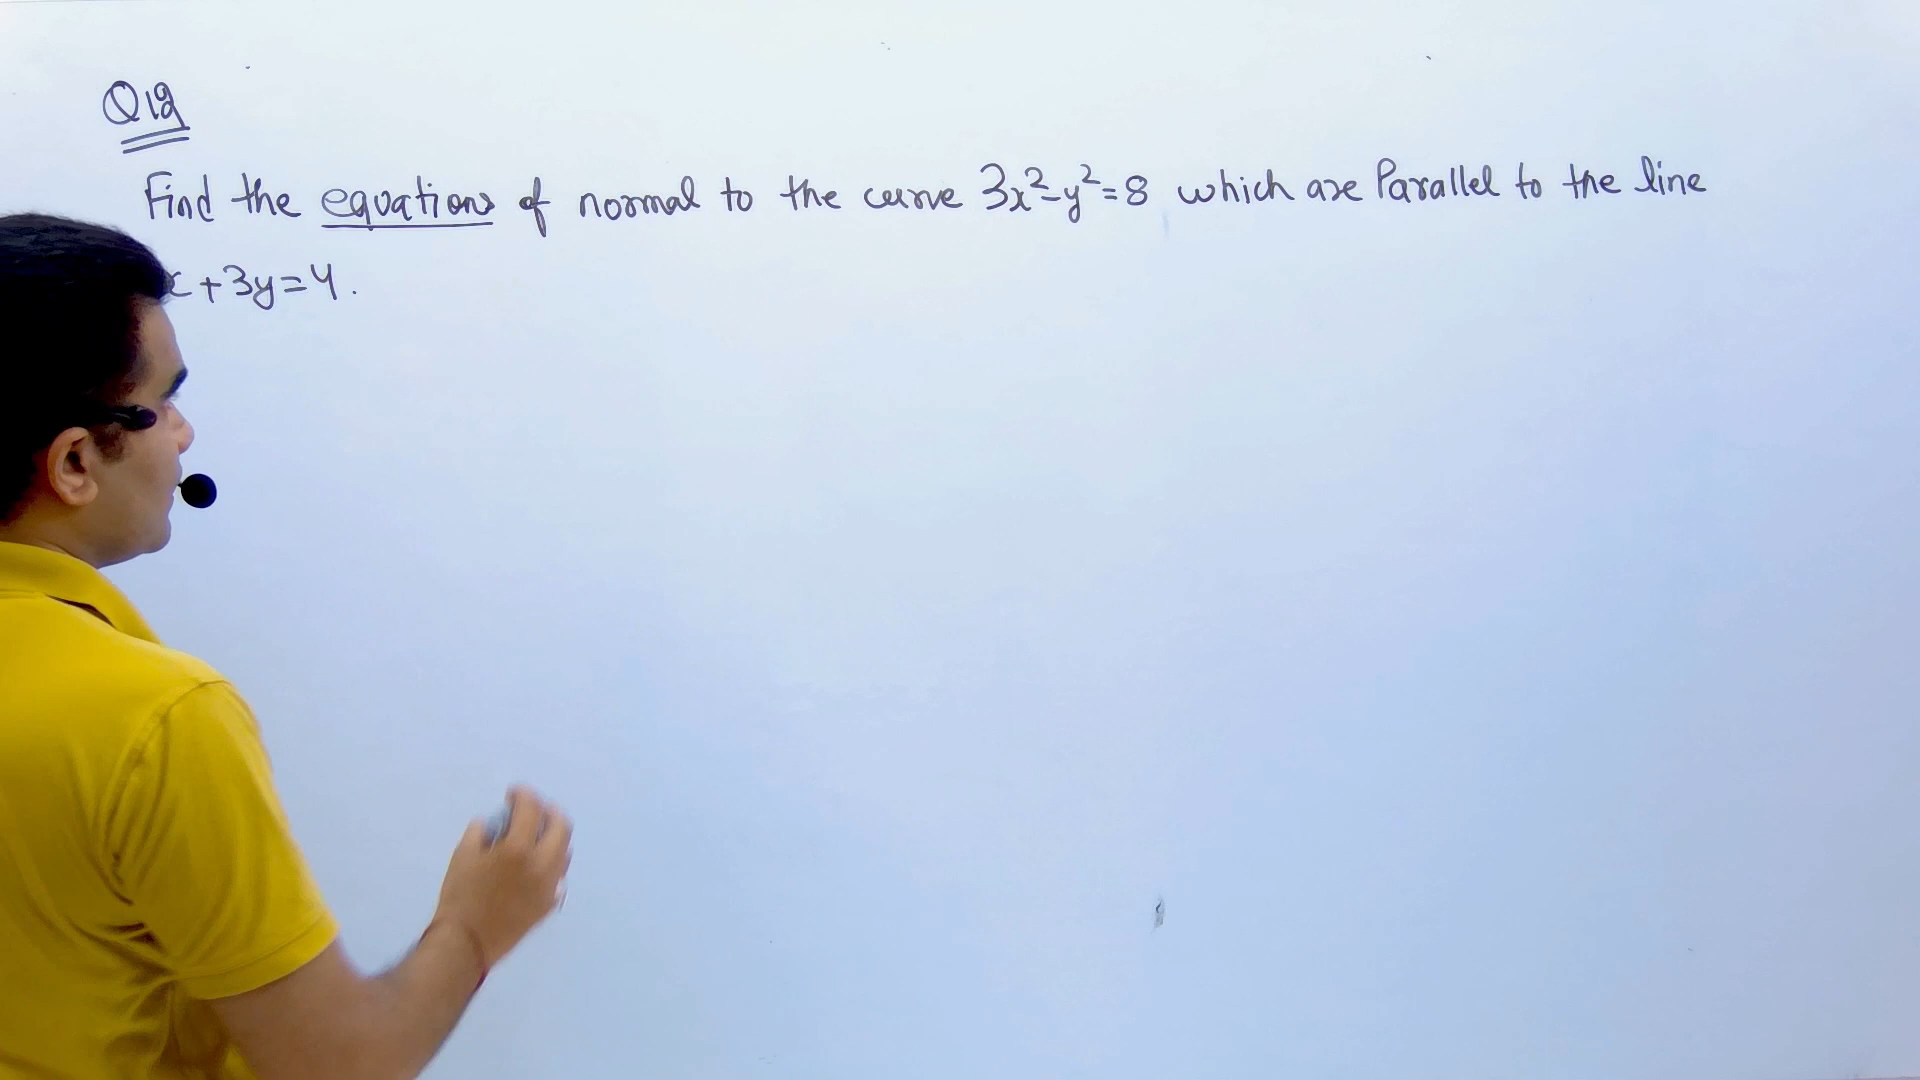 Q19
Find the equations of normal to the curve 3x²-y²=8 which are Parallel to the line
x+3y=4.